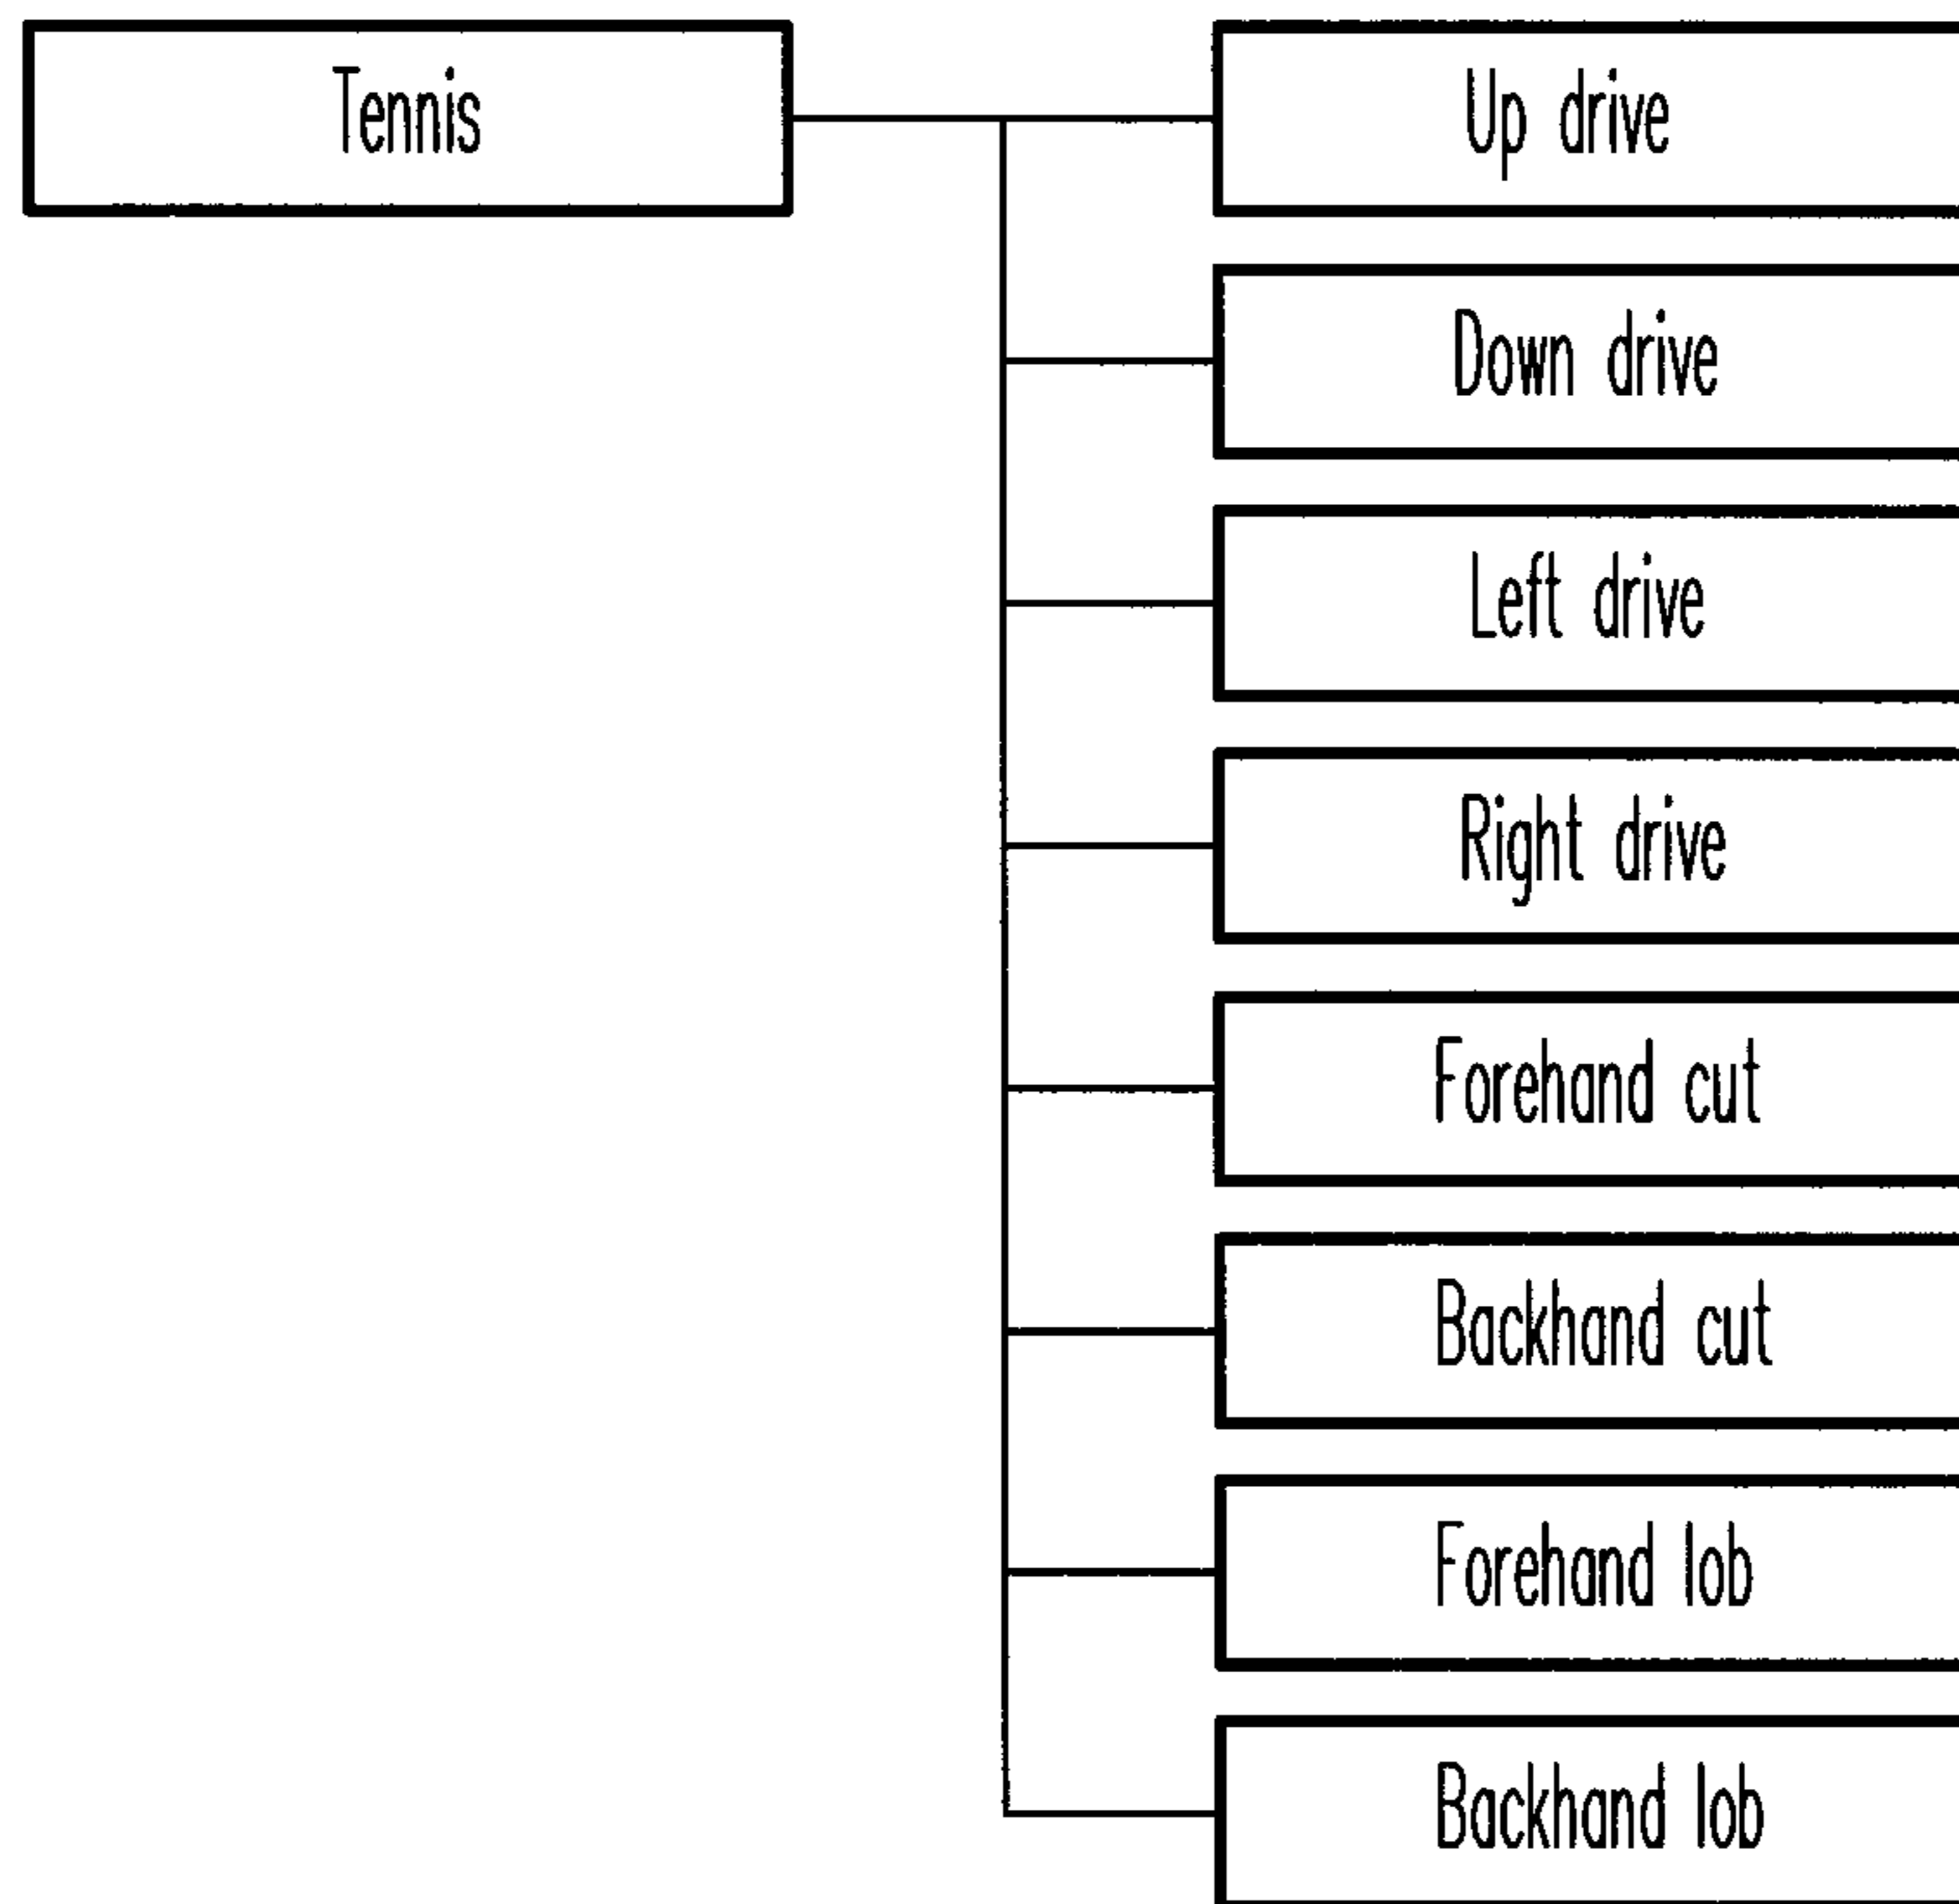 Tennis
Up drive
Down drive
Left drive
Right drive
Forehand cut
Backhand cut
Forehand lob
Backhand lob